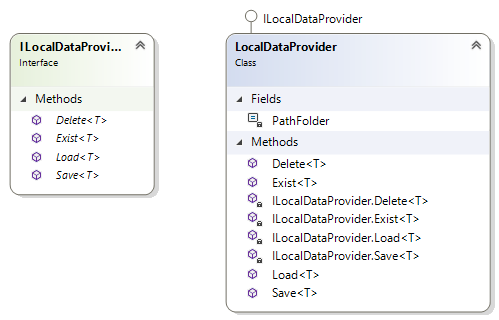 ILocalDataProvi...
Interface
Methods
Delete<T>
Exist<T>
Load<T>
Save<T>
ILocalDataProvider
LocalDataProvider
Class
Fields
PathFolder
Methods
Delete<T>
Exist<T>
ILocalDataProvider.Delete<T>
ILocalDataProvider.Exist<T>
ILocalDataProvider.Load<T>
ILocalDataProvider.Save<T>
Load<T>
Save<T>